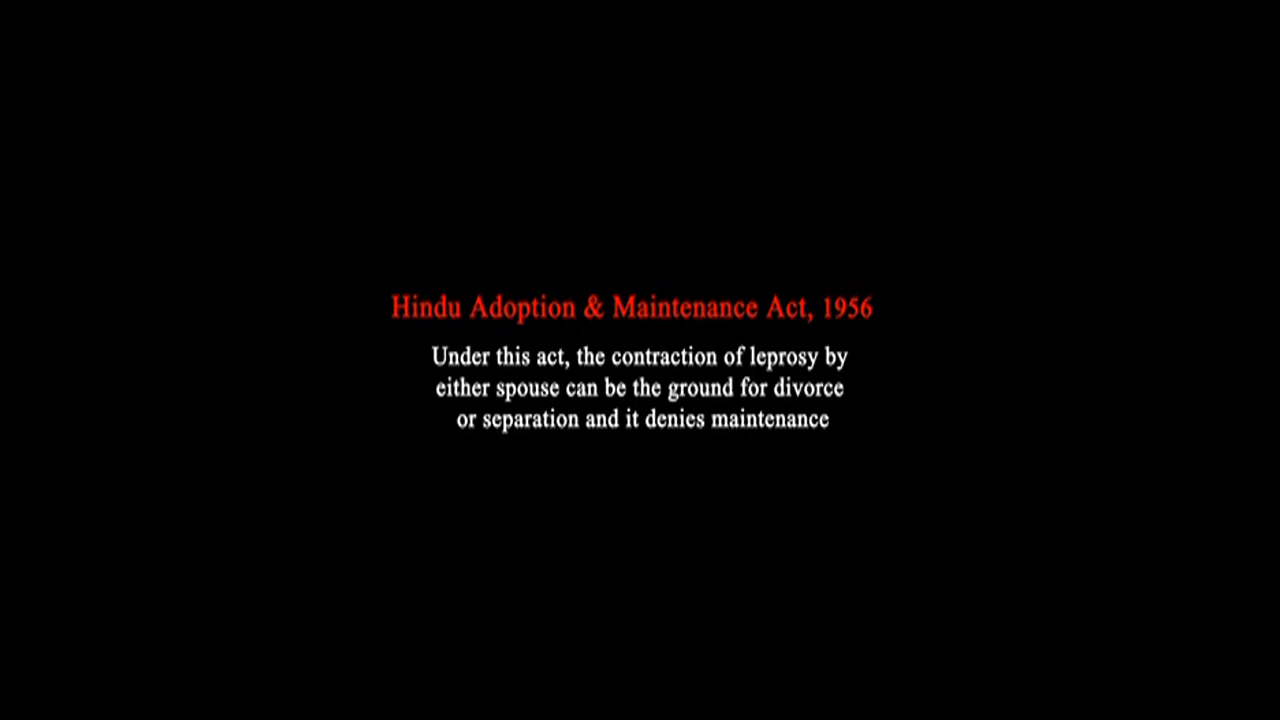 Hindu Adoption & Maintenance Act, 1956
Under this act, the contraction of leprosy by
either spouse can be the ground for divorce
or separation and it denies maintenance